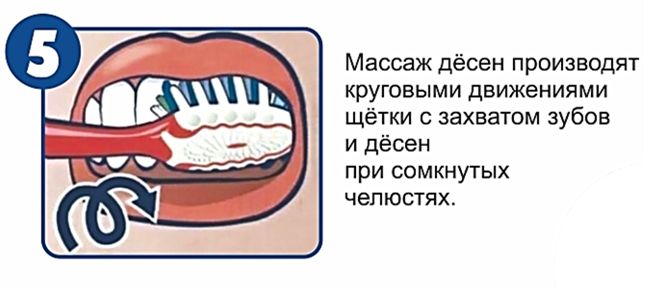 5
Массаж дёсен производят
круговыми движениями
щётки с захватом зубов
и дёсен
при сомкнутых
челюстях.